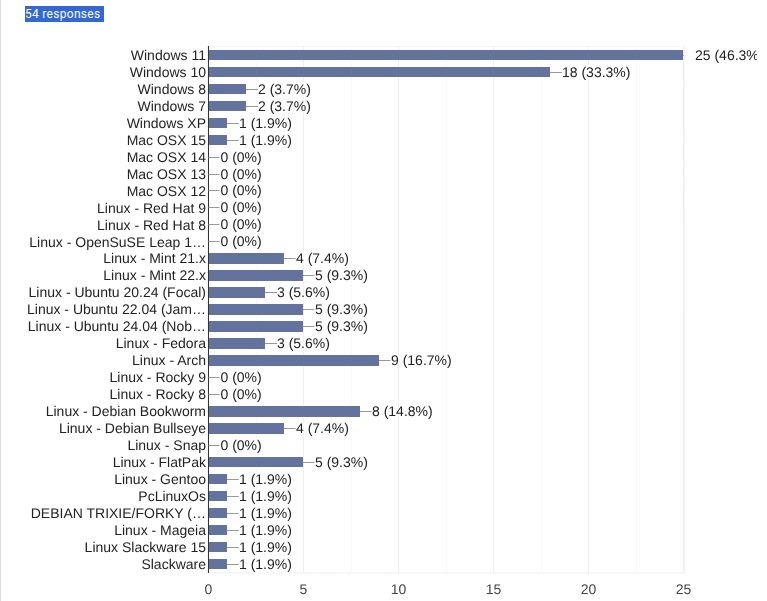 54 responses
Windows 11 25 (46.3%
Windows 10 18 (33.3%)
Windows 8 2 (3.7%)
Windows 7 2 (3.7%)
Windows XP 1 (1.9%)
Mac OSX 15 1 (1.9%)
Mac OSX 14 0 (0%)
Mac OSX 13 0 (0%)
Mac OSX 12 0 (0%)
Linux - Red Hat 9 0 (0%)
Linux - Red Hat 8 0 (0%)
Linux - OpenSuSE Leap 1… 0 (0%)
Linux - Mint 21.x 4 (7.4%)
Linux - Mint 22.x 5 (9.3%)
Linux - Ubuntu 20.24 (Focal) 3 (5.6%)
Linux - Ubuntu 22.04 (Jam… 5 (9.3%)
Linux - Ubuntu 24.04 (Nob… 5 (9.3%)
Linux - Fedora 3 (5.6%)
Linux - Arch 9 (16.7%)
Linux - Rocky 9 0 (0%)
Linux - Rocky 8 0 (0%)
Linux - Debian Bookworm 8 (14.8%)
Linux - Debian Bullseye 4 (7.4%)
Linux - Snap 0 (0%)
Linux - FlatPak 5 (9.3%)
Linux - Gentoo 1 (1.9%)
PcLinuxOs 1 (1.9%)
DEBIAN TRIXIE/FORKY (… 1 (1.9%)
Linux - Mageia 1 (1.9%)
Linux Slackware 15 1 (1.9%)
Slackware 1 (1.9%)
0 5 10 15 20 25